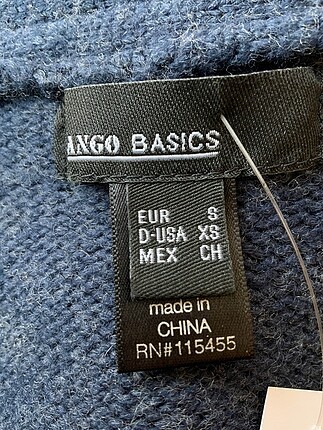 ANGO BASICS
EUR S
D-USA XS
MEX CH
made in
CHINA
RN#115455